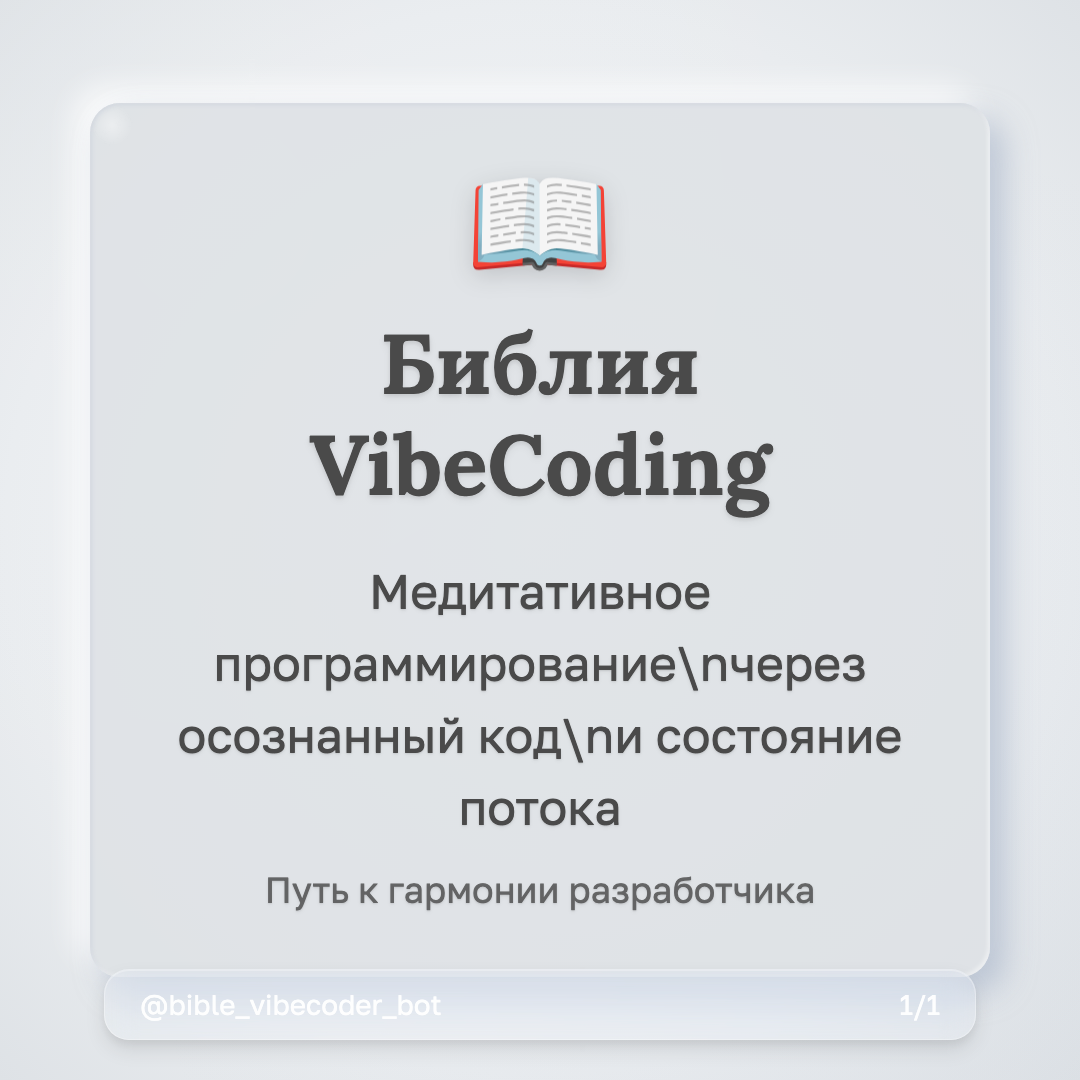 Библия
VibeCoding
Медитативное
программирование\nчерез
осознанный код\nи состояние
потока
Путь к гармонии разработчика
@bible_vibecoder_bot
1/1